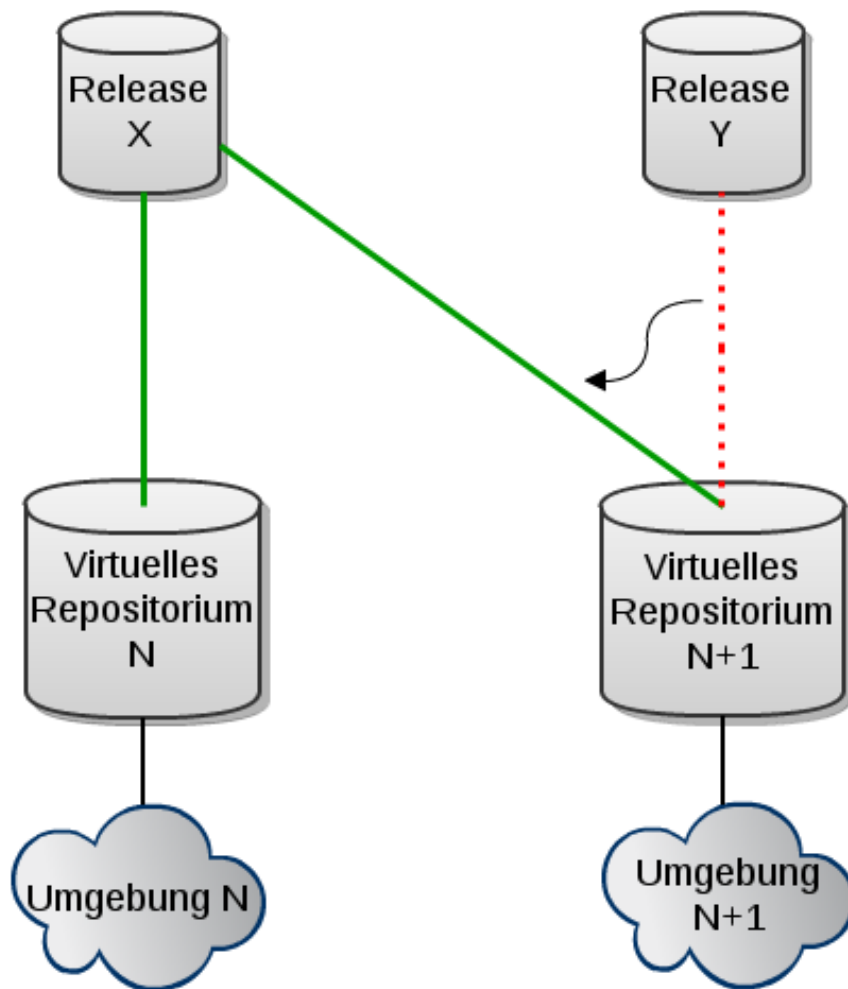 Release
X
Release
Y
Virtuelles
Repositorium
N
Virtuelles
Repositorium
N+1
Umgebung N
Umgebung
N+1